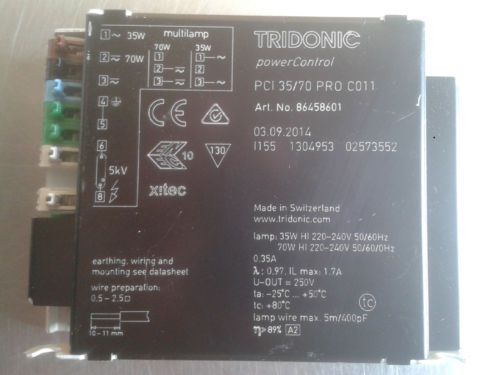 1 ~ 35W
multilamp
2 ≂ 70W
70W 35W
1 1
2 ≂ 2 ≂
3 ≂ 3 ~
3 ≂
4
5
6
5kV
8
10
130
x!tec
earthing, wiring and
mounting see datasheet
wire preparation:
0.5 - 2.5
10 - 11 mm
TRIDONIC
powerControl
PCI 35/70 PRO C011
Art. No. 86458601
03.09.2014
I155 1304953 02573552
Made in Switzerland
www.tridonic.com
lamp: 35W HI 220-240V 50/60Hz
70W HI 220-240V 50/60/0Hz
0.35A
λ: 0.97, IL max: 1.7A
U-OUT = 250V
ta: -25°C ... +50°C
tc: +80°C
tc
lamp wire max. 5m/400pF
η> 89% A2